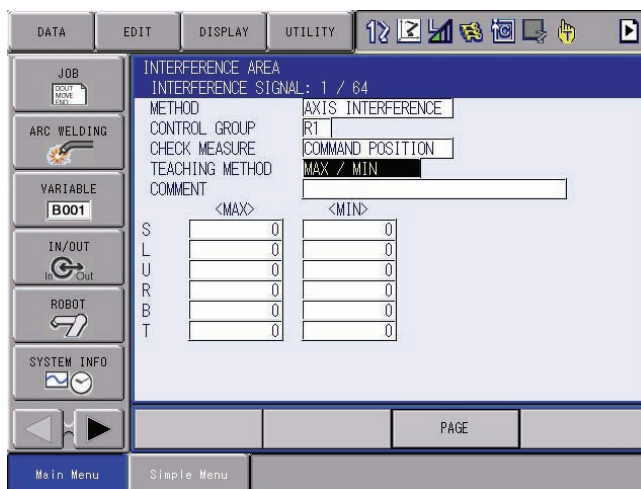 DATA EDIT DISPLAY UTILITY
JOB
DOUT
MOVE
END
ARC WELDING
VARIABLE
B001
IN/OUT
In Out
ROBOT
SYSTEM INFO
INTERFERENCE AREA
INTERFERENCE SIGNAL: 1 / 64
METHOD AXIS INTERFERENCE
CONTROL GROUP R1
CHECK MEASURE COMMAND POSITION
TEACHING METHOD MAX / MIN
COMMENT
<MAX> <MIN>
S 0 0
L 0 0
U 0 0
R 0 0
B 0 0
T 0 0
PAGE
Main Menu Simple Menu